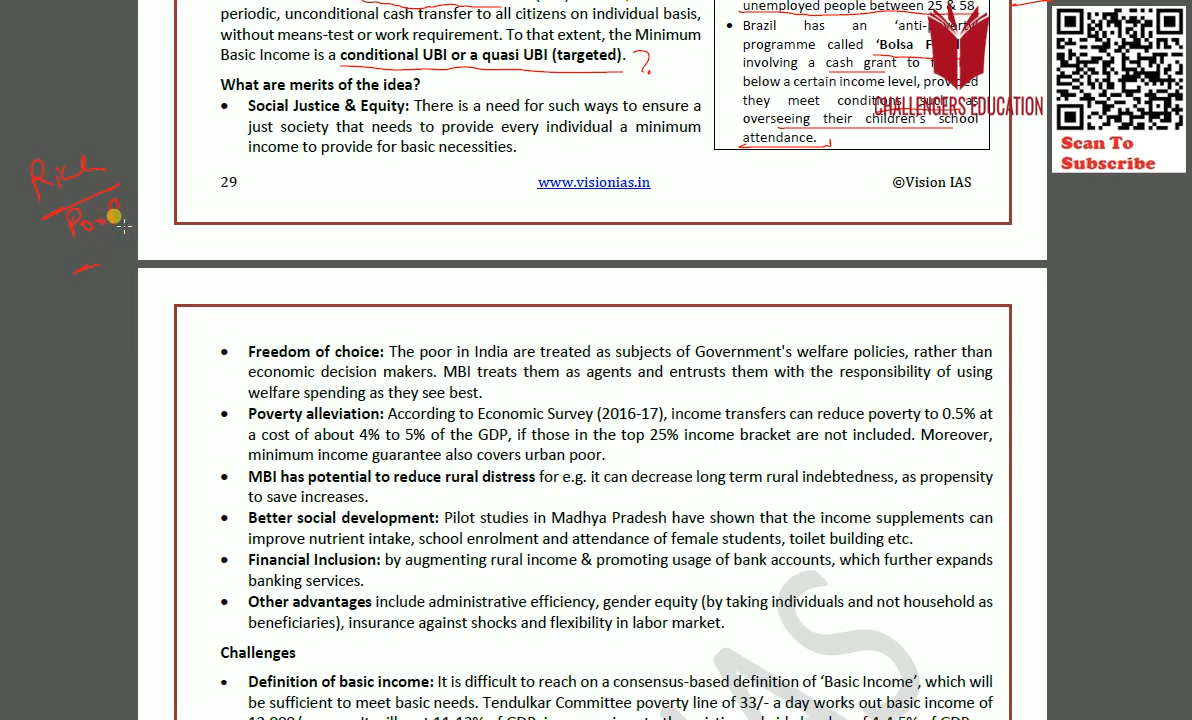 periodic, unconditional cash transfer to all citizens on individual basis,
without means-test or work requirement. To that extent, the Minimum
Basic Income is a conditional UBI or a quasi UBI (targeted). ?
What are merits of the idea?
• Social Justice & Equity: There is a need for such ways to ensure a
just society that needs to provide every individual a minimum
income to provide for basic necessities.
unemployed people between 25 & 58.
• Brazil has an 'anti-poverty
programme called 'Bolsa
involving a cash grant to
below a certain income level, provided
they meet conditions such as
overseeing their children's school
attendance.
CHALLENGERS EDUCATION
Scan To
Subscribe
Rich
Poor
29
www.visionias.in
©Vision IAS
• Freedom of choice: The poor in India are treated as subjects of Government's welfare policies, rather than
economic decision makers. MBI treats them as agents and entrusts them with the responsibility of using
welfare spending as they see best.
• Poverty alleviation: According to Economic Survey (2016-17), income transfers can reduce poverty to 0.5% at
a cost of about 4% to 5% of the GDP, if those in the top 25% income bracket are not included. Moreover,
minimum income guarantee also covers urban poor.
• MBI has potential to reduce rural distress for e.g. it can decrease long term rural indebtedness, as propensity
to save increases.
• Better social development: Pilot studies in Madhya Pradesh have shown that the income supplements can
improve nutrient intake, school enrolment and attendance of female students, toilet building etc.
• Financial Inclusion: by augmenting rural income & promoting usage of bank accounts, which further expands
banking services.
• Other advantages include administrative efficiency, gender equity (by taking individuals and not household as
beneficiaries), insurance against shocks and flexibility in labor market.
Challenges
• Definition of basic income: It is difficult to reach on a consensus-based definition of 'Basic Income', which will
be sufficient to meet basic needs. Tendulkar Committee poverty line of 33/- a day works out basic income of